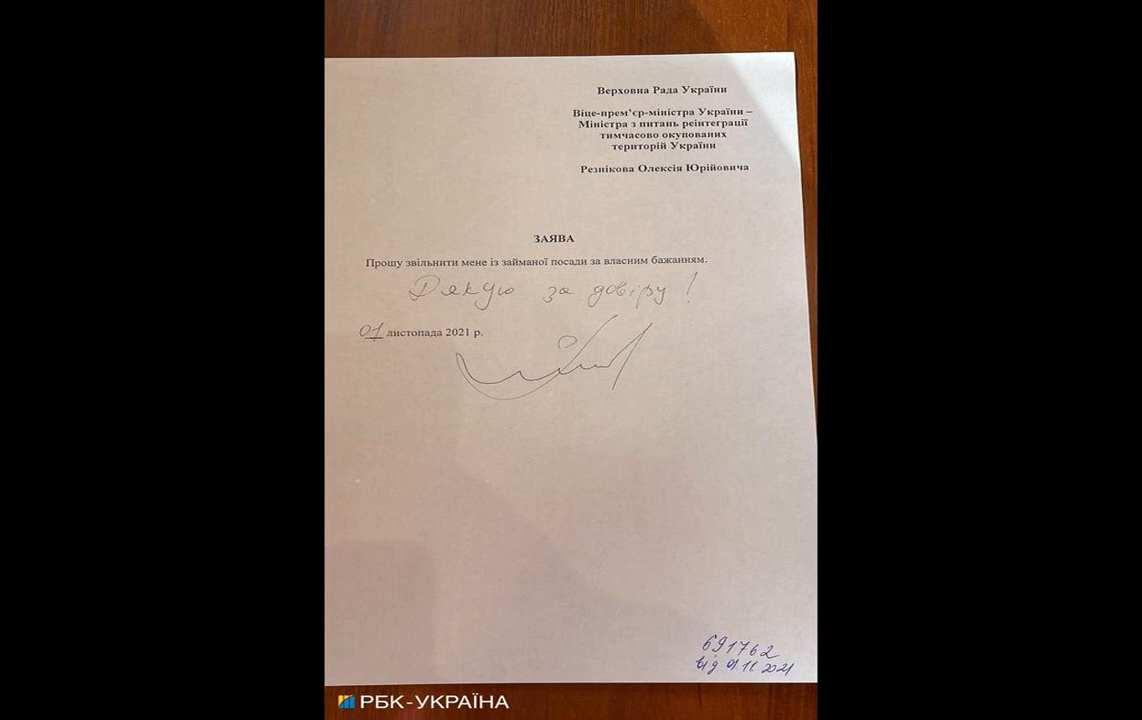 Верховна Рада України
Віце-прем’єр-міністра України –
Міністра з питань реінтеграції
тимчасово окупованих
територій України
Резнікова Олексія Юрійовича
ЗАЯВА
Прошу звільнити мене із займаної посади за власним бажанням.
Дякую за довіру!
01 листопада 2021 р.
691762
від 01.11.2021
РБК-УКРАЇНА